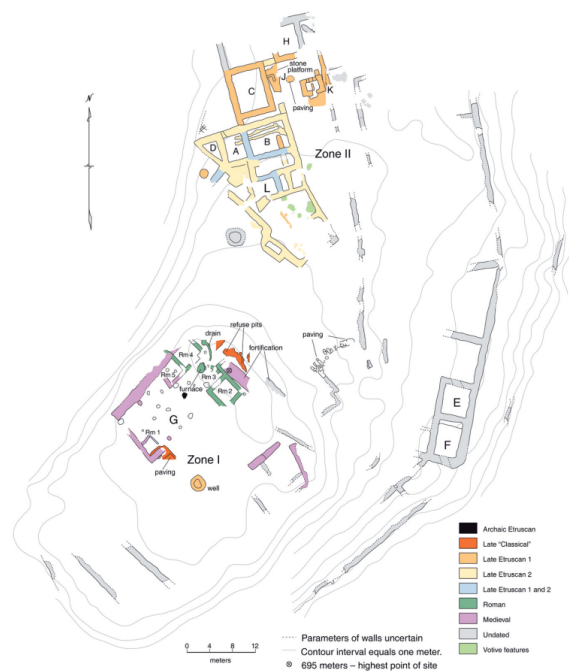 H
stone
platform
J
K
C
paving
D
A
B
Zone II
L
N
drain
refuse pits
fortification
paving
Rm 4
Rm 3
Rm 5
Rm 2
furnace
G
Rm 1
Zone I
paving
well
E
F
Archaic Etruscan
Late "Classical"
Late Etruscan 1
Late Etruscan 2
Late Etruscan 1 and 2
Roman
Medieval
Undated
Votive features
Parameters of walls uncertain
Contour interval equals one meter.
695 meters – highest point of site
0 4 8 12
meters